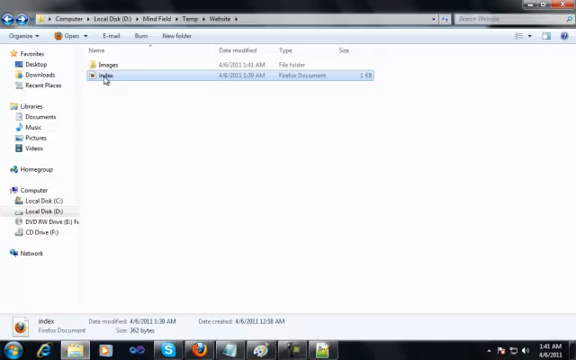 Computer ▸ Local Disk (D:) ▸ Mind Field ▸ Temp ▸ Website ▸
Search Website
Organize Open E-mail Burn New folder
Name Date modified Type Size
Favorites
Desktop
Downloads
Recent Places
Libraries
Documents
Music
Pictures
Videos
Homegroup
Computer
Local Disk (C:)
Local Disk (D:)
DVD RW Drive (E:) Fe
CD Drive (F:)
Network
Images 4/6/2011 1:41 AM File folder
index 4/6/2011 1:39 AM Firefox Document 1 KB
index Date modified: 4/6/2011 1:39 AM Date created: 4/6/2011 12:58 AM
Firefox Document Size: 362 bytes
1:41 AM
4/6/2011